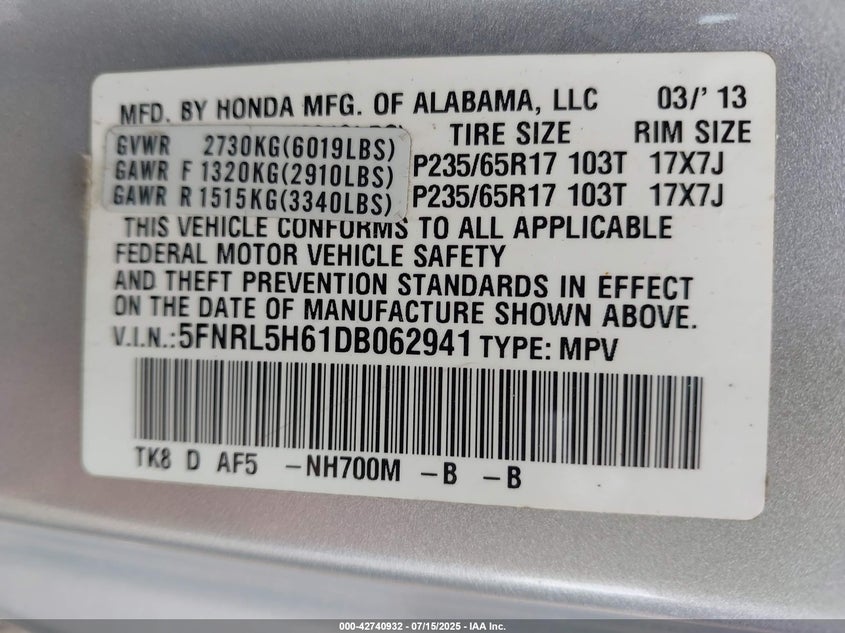 MFD. BY HONDA MFG. OF ALABAMA, LLC 03/' 13
TIRE SIZE RIM SIZE
GVWR 2730KG(6019LBS)
GAWR F 1320KG(2910LBS) P235/65R17 103T 17X7J
GAWR R 1515KG(3340LBS) P235/65R17 103T 17X7J
THIS VEHICLE CONFORMS TO ALL APPLICABLE
FEDERAL MOTOR VEHICLE SAFETY
AND THEFT PREVENTION STANDARDS IN EFFECT
ON THE DATE OF MANUFACTURE SHOWN ABOVE.
V.I.N.:5FNRL5H61DB062941 TYPE: MPV
TK8 D AF5 -NH700M -B -B
000-42740932 - 07/15/2025 - IAA Inc.